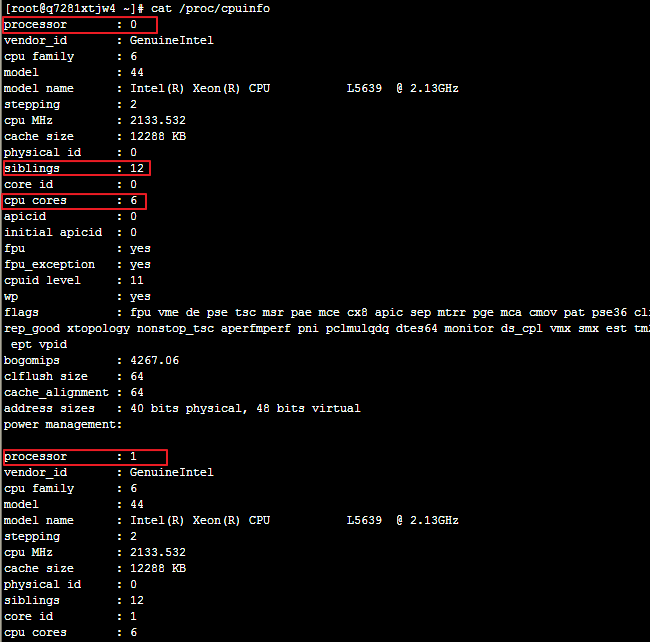 [root@q7281xtjw4 ~]# cat /proc/cpuinfo
processor : 0
vendor_id : GenuineIntel
cpu family : 6
model : 44
model name : Intel(R) Xeon(R) CPU L5639 @ 2.13GHz
stepping : 2
cpu MHz : 2133.532
cache size : 12288 KB
physical id : 0
siblings : 12
core id : 0
cpu cores : 6
apicid : 0
initial apicid : 0
fpu : yes
fpu_exception : yes
cpuid level : 11
wp : yes
flags : fpu vme de pse tsc msr pae mce cx8 apic sep mtrr pge mca cmov pat pse36
rep_good xtopology nonstop_tsc aperfmperf pni pclmulqdq dtes64 monitor ds_cpl vmx smx est
ept vpid
bogomips : 4267.06
clflush size : 64
cache_alignment : 64
address sizes : 40 bits physical, 48 bits virtual
power management:
processor : 1
vendor_id : GenuineIntel
cpu family : 6
model : 44
model name : Intel(R) Xeon(R) CPU L5639 @ 2.13GHz
stepping : 2
cpu MHz : 2133.532
cache size : 12288 KB
physical id : 0
siblings : 12
core id : 1
cpu cores : 6